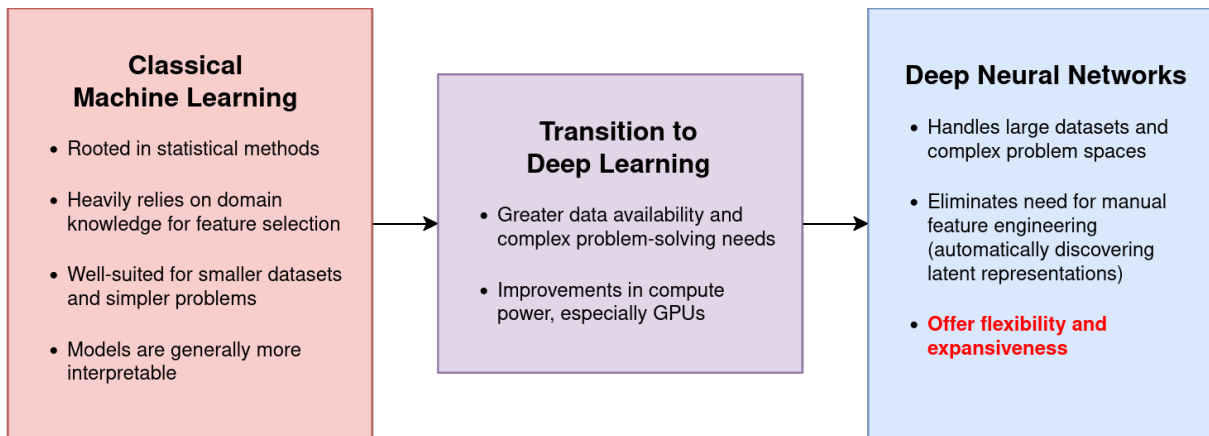 Classical
Machine Learning
• Rooted in statistical methods
• Heavily relies on domain
knowledge for feature selection
• Well-suited for smaller datasets
and simpler problems
• Models are generally more
interpretable
Transition to
Deep Learning
• Greater data availability and
complex problem-solving needs
• Improvements in compute
power, especially GPUs
Deep Neural Networks
• Handles large datasets and
complex problem spaces
• Eliminates need for manual
feature engineering
(automatically discovering
latent representations)
• Offer flexibility and
expansiveness